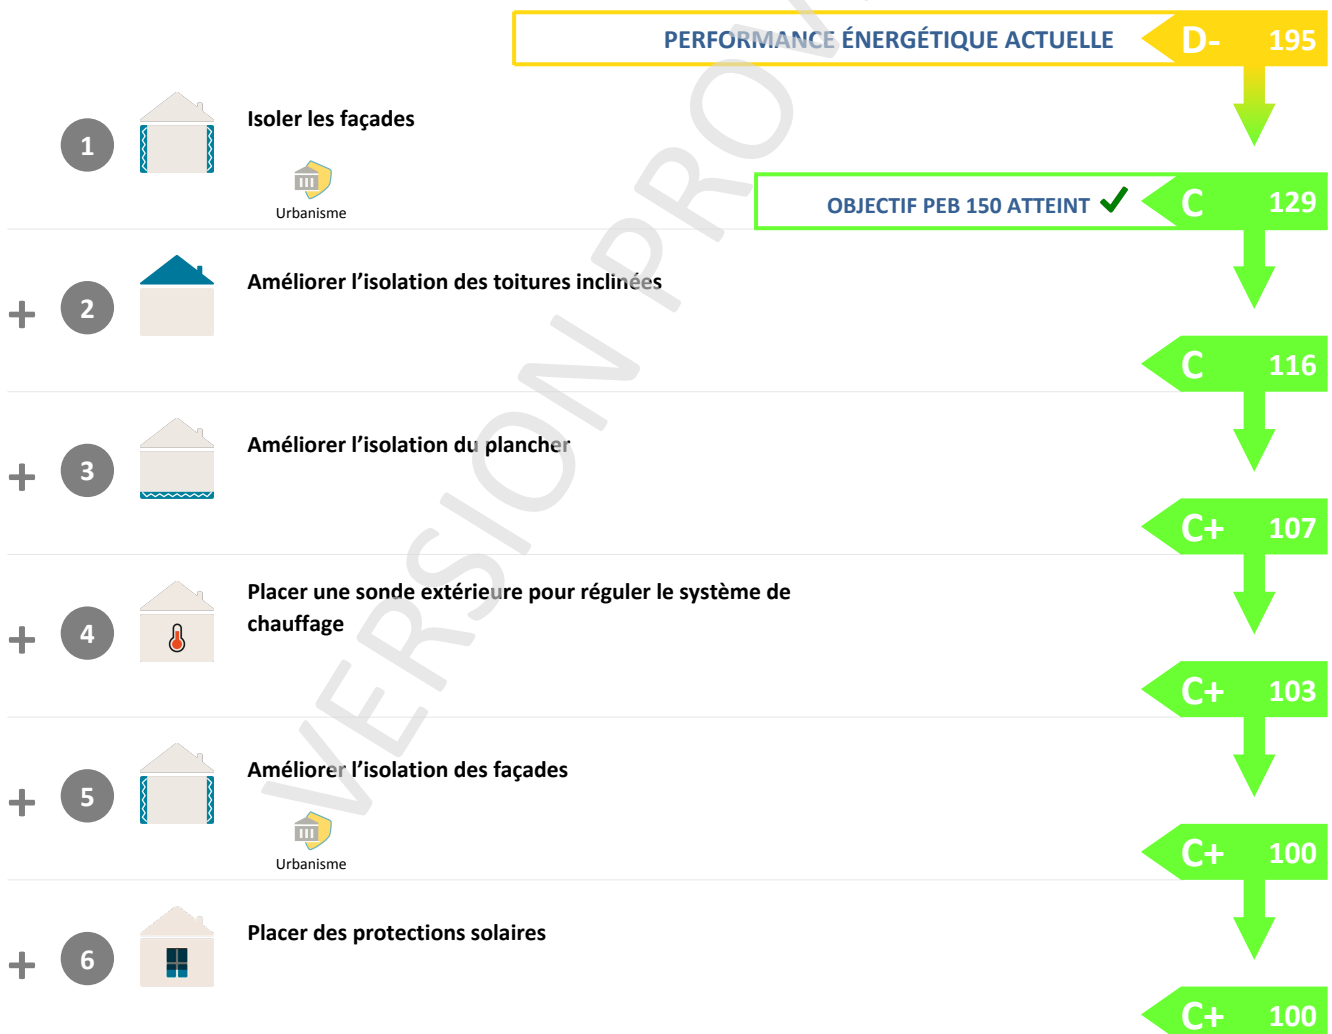 PERFORMANCE ÉNERGÉTIQUE ACTUELLE D- 195
1 Isoler les façades
Urbanisme
OBJECTIF PEB 150 ATTEINT ✓ C 129
+ 2 Améliorer l’isolation des toitures inclinées
C 116
+ 3 Améliorer l’isolation du plancher
C+ 107
+ 4 Placer une sonde extérieure pour réguler le système de
chauffage
C+ 103
+ 5 Améliorer l’isolation des façades
Urbanisme
C+ 100
+ 6 Placer des protections solaires
C+ 100
VERSION PROV